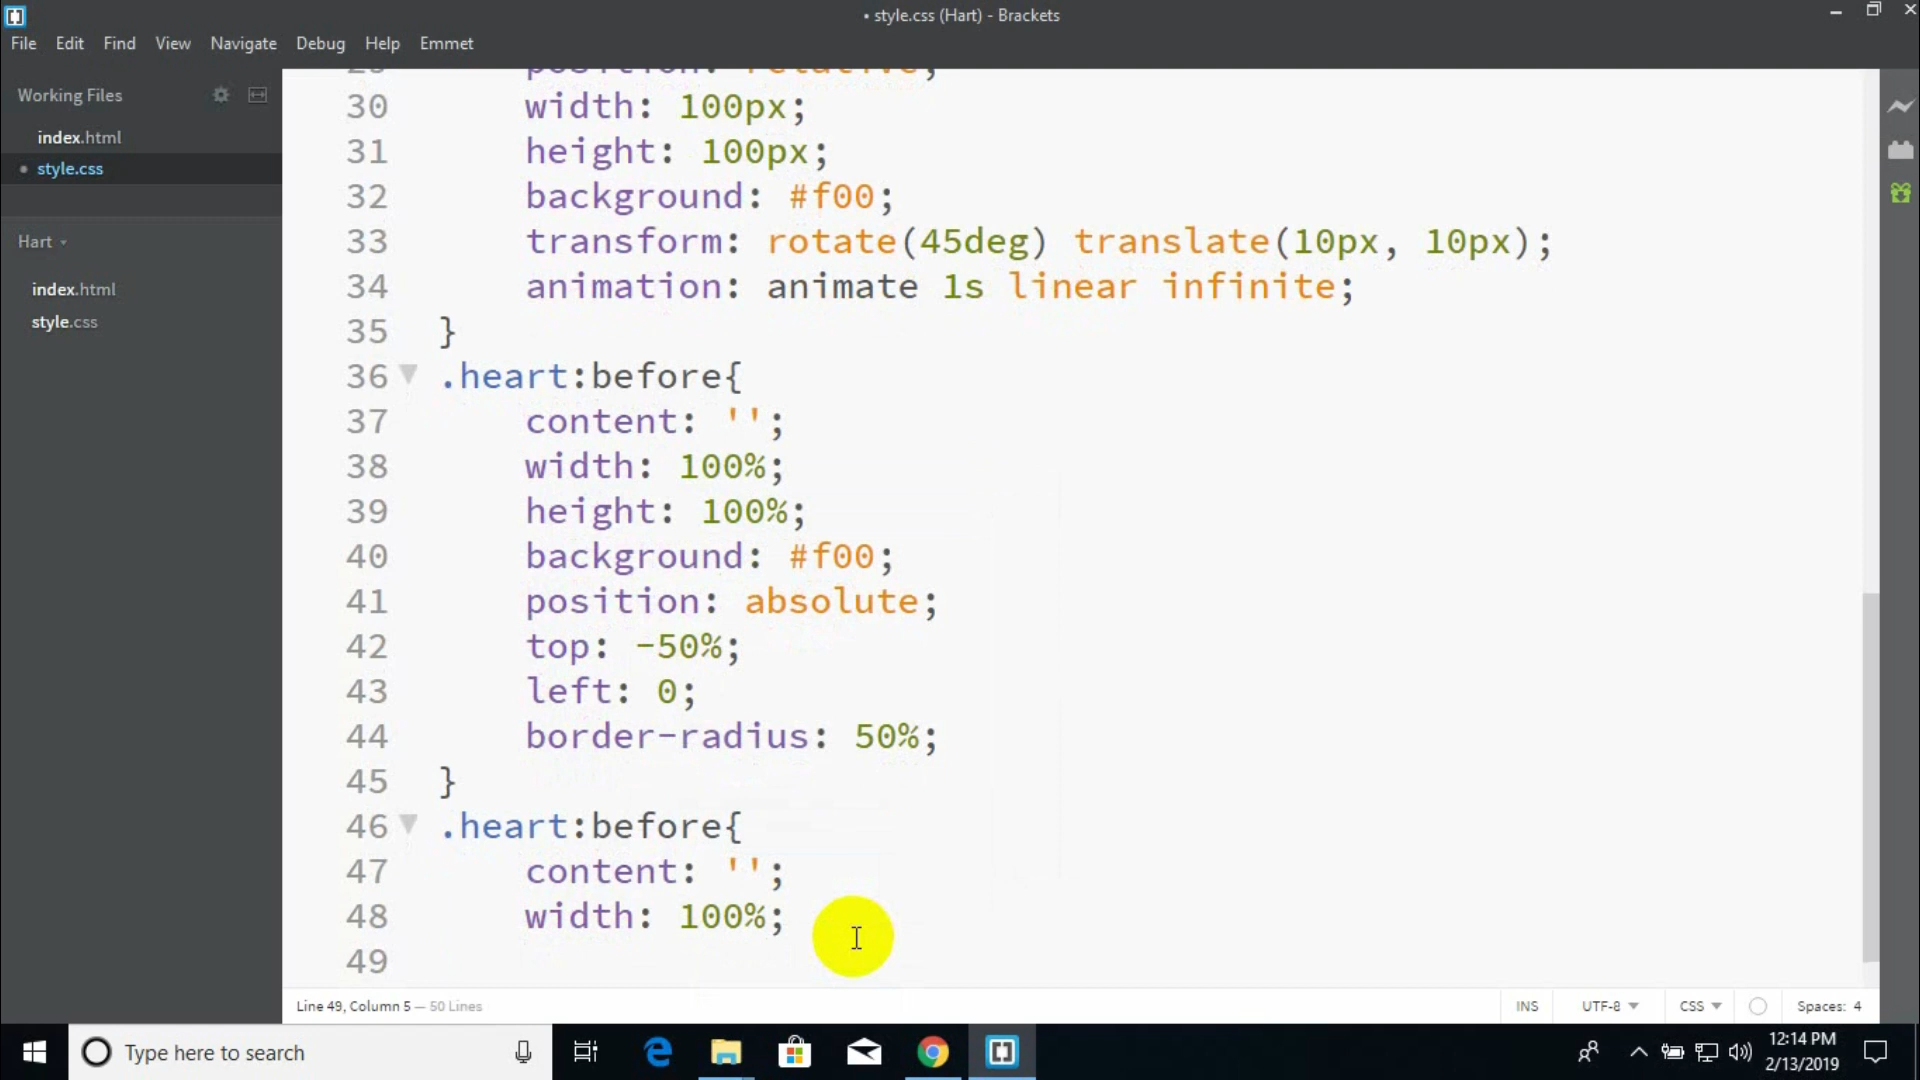 • style.css (Hart) - Brackets
File Edit Find View Navigate Debug Help Emmet
Working Files
index.html
• style.css
Hart
index.html
style.css
29 position: relative;
30 width: 100px;
31 height: 100px;
32 background: #f00;
33 transform: rotate(45deg) translate(10px, 10px);
34 animation: animate 1s linear infinite;
35 }
36 .heart:before{
37 content: '';
38 width: 100%;
39 height: 100%;
40 background: #f00;
41 position: absolute;
42 top: -50%;
43 left: 0;
44 border-radius: 50%;
45 }
46 .heart:before{
47 content: '';
48 width: 100%;
49
Line 49, Column 5 — 50 Lines
INS UTF-8 CSS Spaces: 4
Type here to search
12:14 PM
2/13/2019